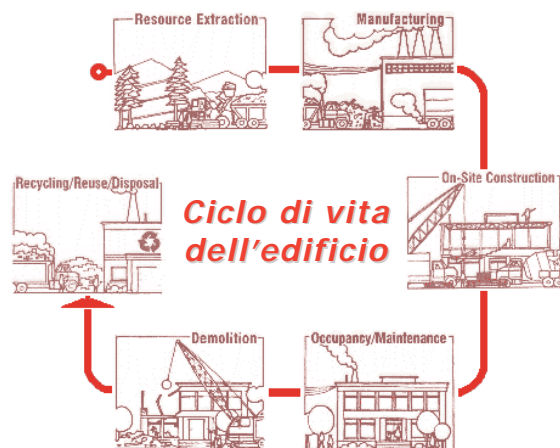 Resource Extraction
Manufacturing
Recycling/Reuse/Disposal
On-Site Construction
Ciclo di vita
dell'edificio
Demolition
Occupancy/Maintenance